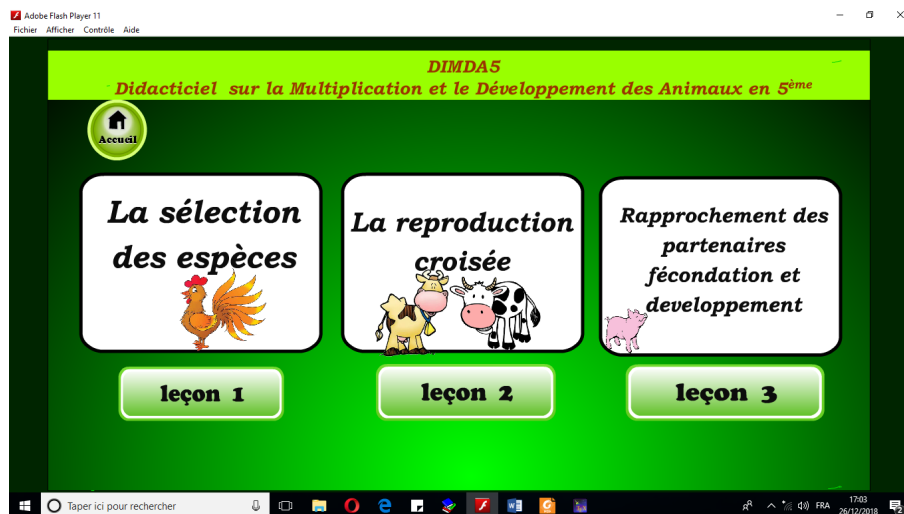 Adobe Flash Player 11
Fichier Afficher Contrôle Aide
DIMDA5
Didacticiel sur la Multiplication et le Développement des Animaux en 5ème
Accueil
La sélection
des espèces
La reproduction
croisée
Rapprochement des
partenaires
fécondation et
developpement
leçon 1
leçon 2
leçon 3
Taper ici pour rechercher
FRA
17:03
26/12/2018